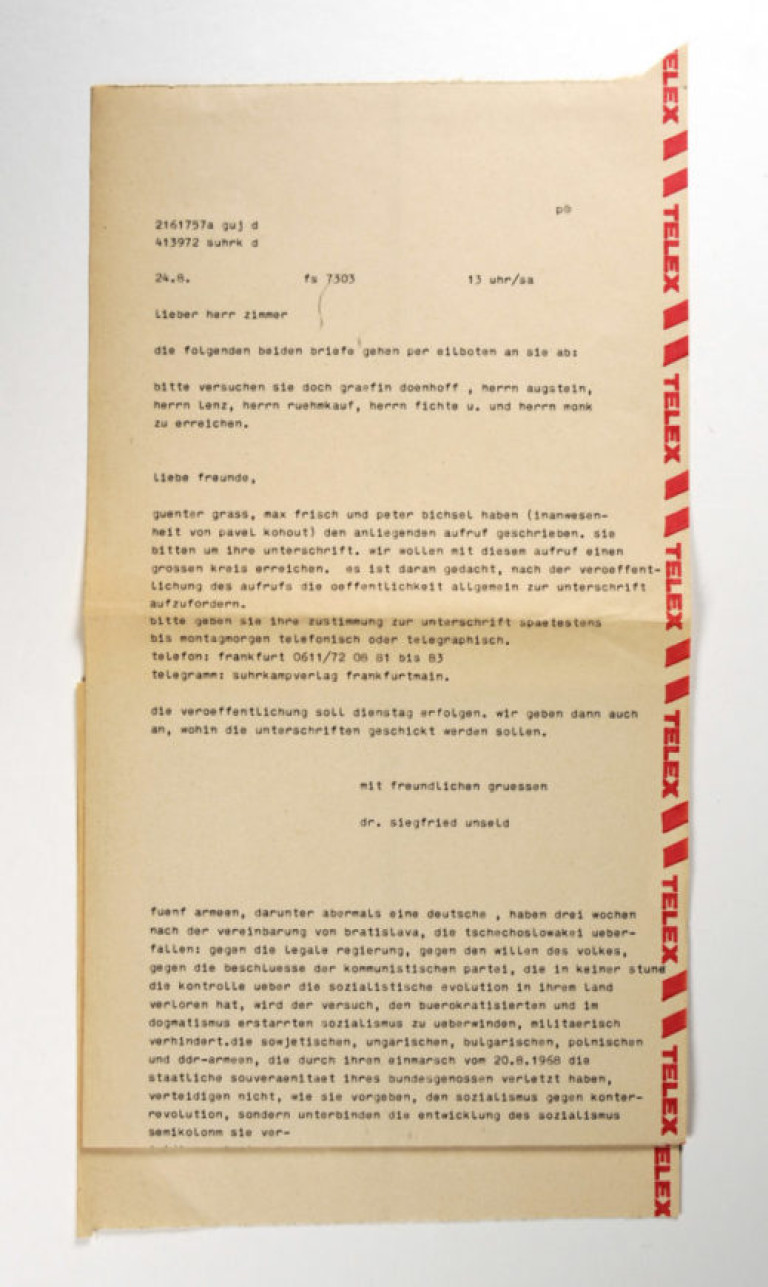 p0
2161757a guj d
413972 suhrk d
24.8. fs 7303 13 uhr/sa
lieber herr zimmer
die folgenden beiden briefe gehen per eilboten an sie ab:
bitte versuchen sie doch graefin doenhoff , herrn augstein,
herrn lenz, herrn ruehmkauf, herrn fichte u. und herrn monk
zu erreichen.
liebe freunde,
guenter grass, max frisch und peter bichsel haben (inanwesen-
heit von pavel kohout) den anliegenden aufruf geschrieben. sie
bitten um ihre unterschrift. wir wollen mit diesem aufruf einen
grossen kreis erreichen. es ist daran gedacht, nach der veroeffent-
lichung des aufrufs die oeffentlichkeit allgemein zur unterschrift
aufzufordern.
bitte geben sie ihre zustimmung zur unterschrift spaetestens
bis montagmorgen telefonisch oder telegraphisch.
telefon: frankfurt 0611/72 08 81 bis 83
telegramm: suhrkampverlag frankfurtmain.
die veroeffentlichung soll dienstag erfolgen. wir geben dann auch
an, wohin die unterschriften geschickt werden sollen.
mit freundlichen gruessen
dr. siegfried unseld
fuenf armeen, darunter abermals eine deutsche , haben drei wochen
nach der vereinbarung von bratislava, die tschechoslowakei ueber-
fallen: gegen die legale regierung, gegen den willen des volkes,
gegen die beschluesse der kommunistischen partei, die in keiner stund
die kontrolle ueber die sozialistische evolution in ihrem land
verloren hat, wird der versuch, den buerokratisierten und im
dogmatismus erstarrten sozialismus zu ueberwinden, militaerisch
verhindert.die sowjetischen, ungarischen, bulgarischen, polnischen
und ddr-armeen, die durch ihren einmarsch vom 20.8.1968 die
staatliche souveraenitaet ihres bundesgenossen verletzt haben,
verteidigen nicht, wie sie vorgeben, den sozialismus gegen konter-
revolution, sondern unterbinden die entwicklung des sozialismus
semikolonm sie ver-
ELEX
TELEX
TELEX
TELEX
TELEX
TELEX
TELEX
ELEX